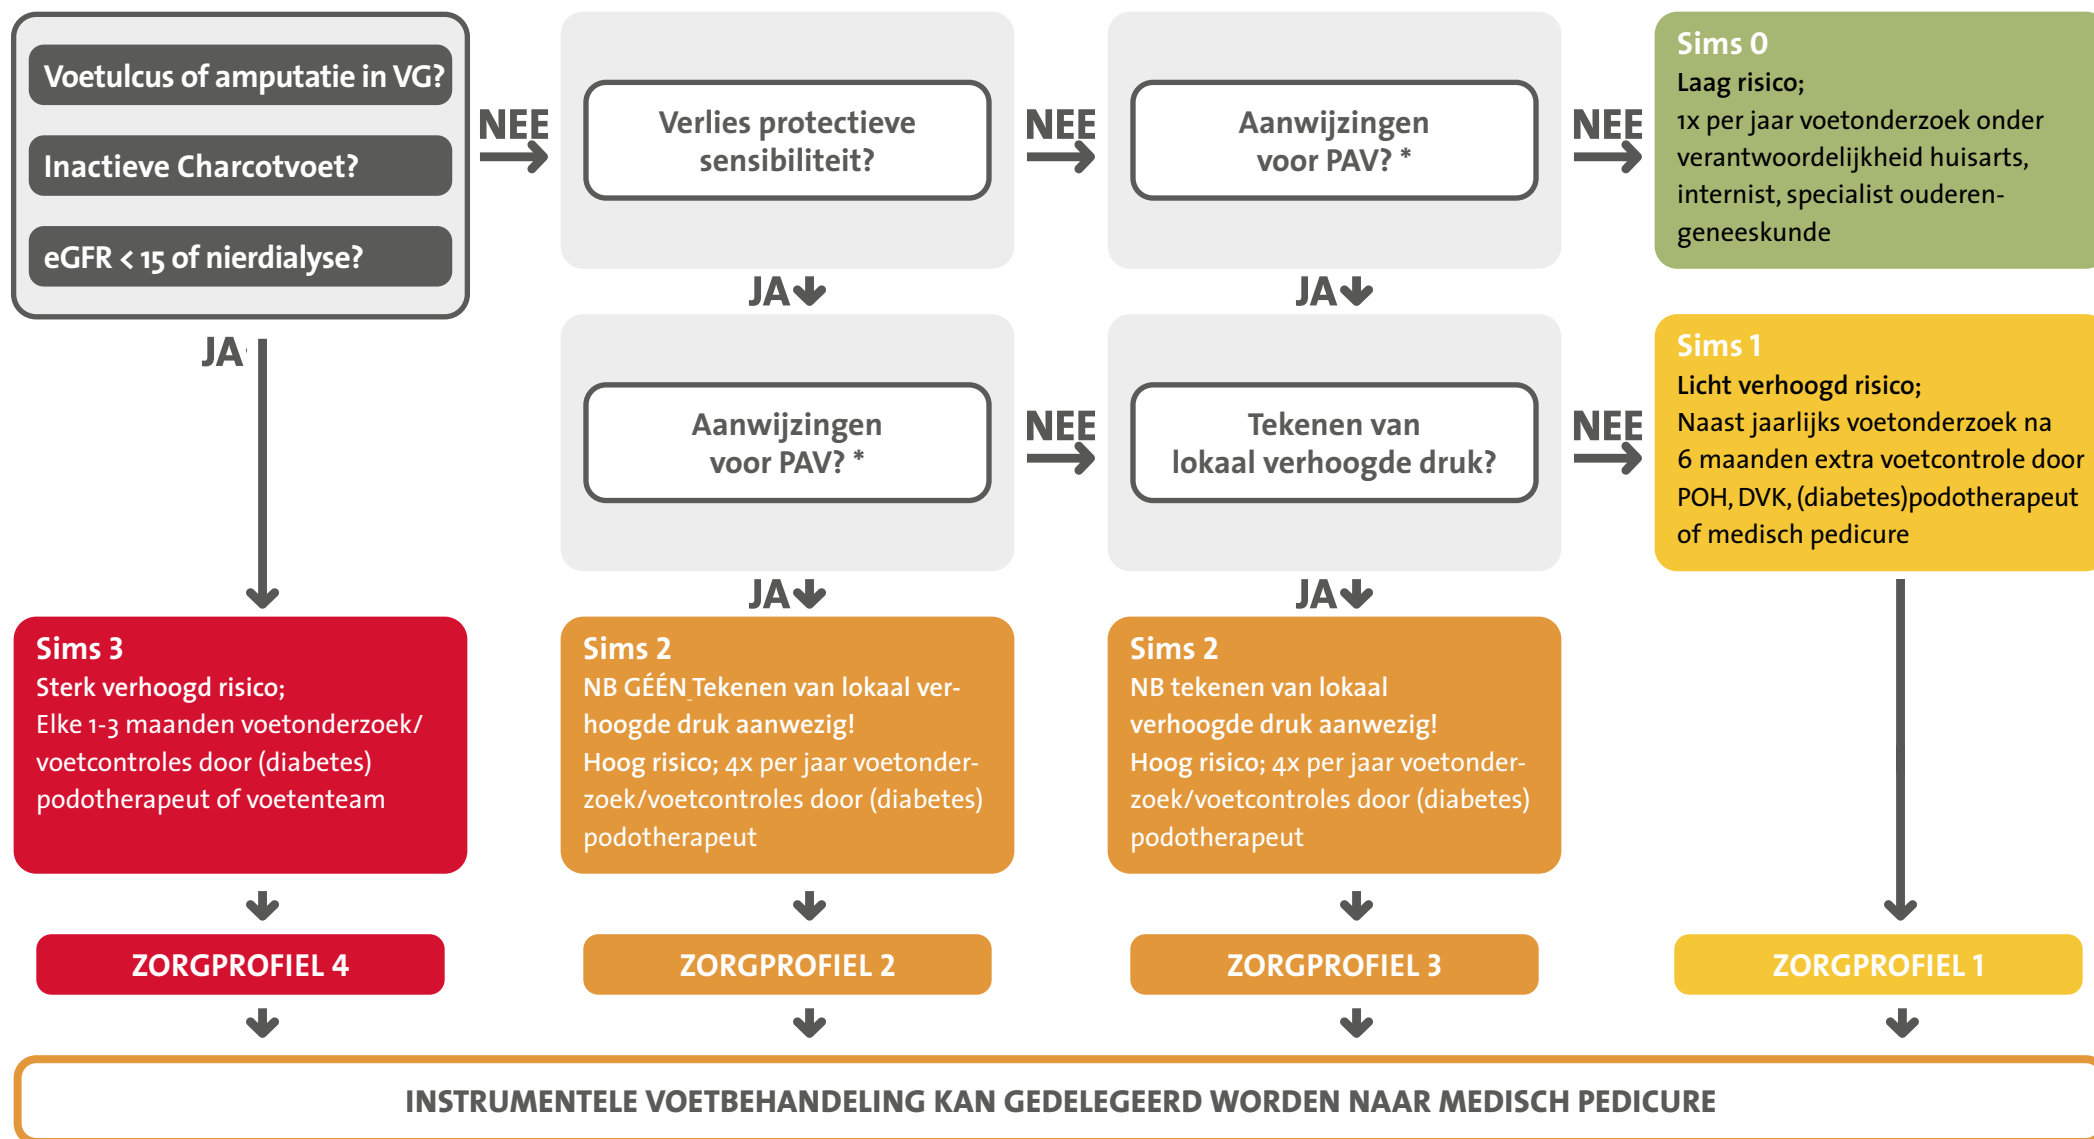 Voetulcus of amputatie in VG?
Inactieve Charcotvoet?
eGFR < 15 of nierdialyse?
NEE
Verlies protectieve
sensibiliteit?
NEE
Aanwijzingen
voor PAV? *
NEE
Sims 0
Laag risico;
1x per jaar voetonderzoek onder
verantwoordelijkheid huisarts,
internist, specialist ouderen-
geneeskunde
JA
JA
JA
Aanwijzingen
voor PAV? *
NEE
Tekenen van
lokaal verhoogde druk?
NEE
Sims 1
Licht verhoogd risico;
Naast jaarlijks voetonderzoek na
6 maanden extra voetcontrole door
POH, DVK, (diabetes)podotherapeut
of medisch pedicure
JA
JA
Sims 3
Sterk verhoogd risico;
Elke 1-3 maanden voetonderzoek/
voetcontroles door (diabetes)
podotherapeut of voetenteam
Sims 2
NB GÉÉN Tekenen van lokaal ver-
hoogde druk aanwezig!
Hoog risico; 4x per jaar voetonder-
zoek/voetcontroles door (diabetes)
podotherapeut
Sims 2
NB tekenen van lokaal
verhoogde druk aanwezig!
Hoog risico; 4x per jaar voetonder-
zoek/voetcontroles door (diabetes)
podotherapeut
ZORGPROFIEL 4
ZORGPROFIEL 2
ZORGPROFIEL 3
ZORGPROFIEL 1
INSTRUMENTELE VOETBEHANDELING KAN GEDELEGEERD WORDEN NAAR MEDISCH PEDICURE